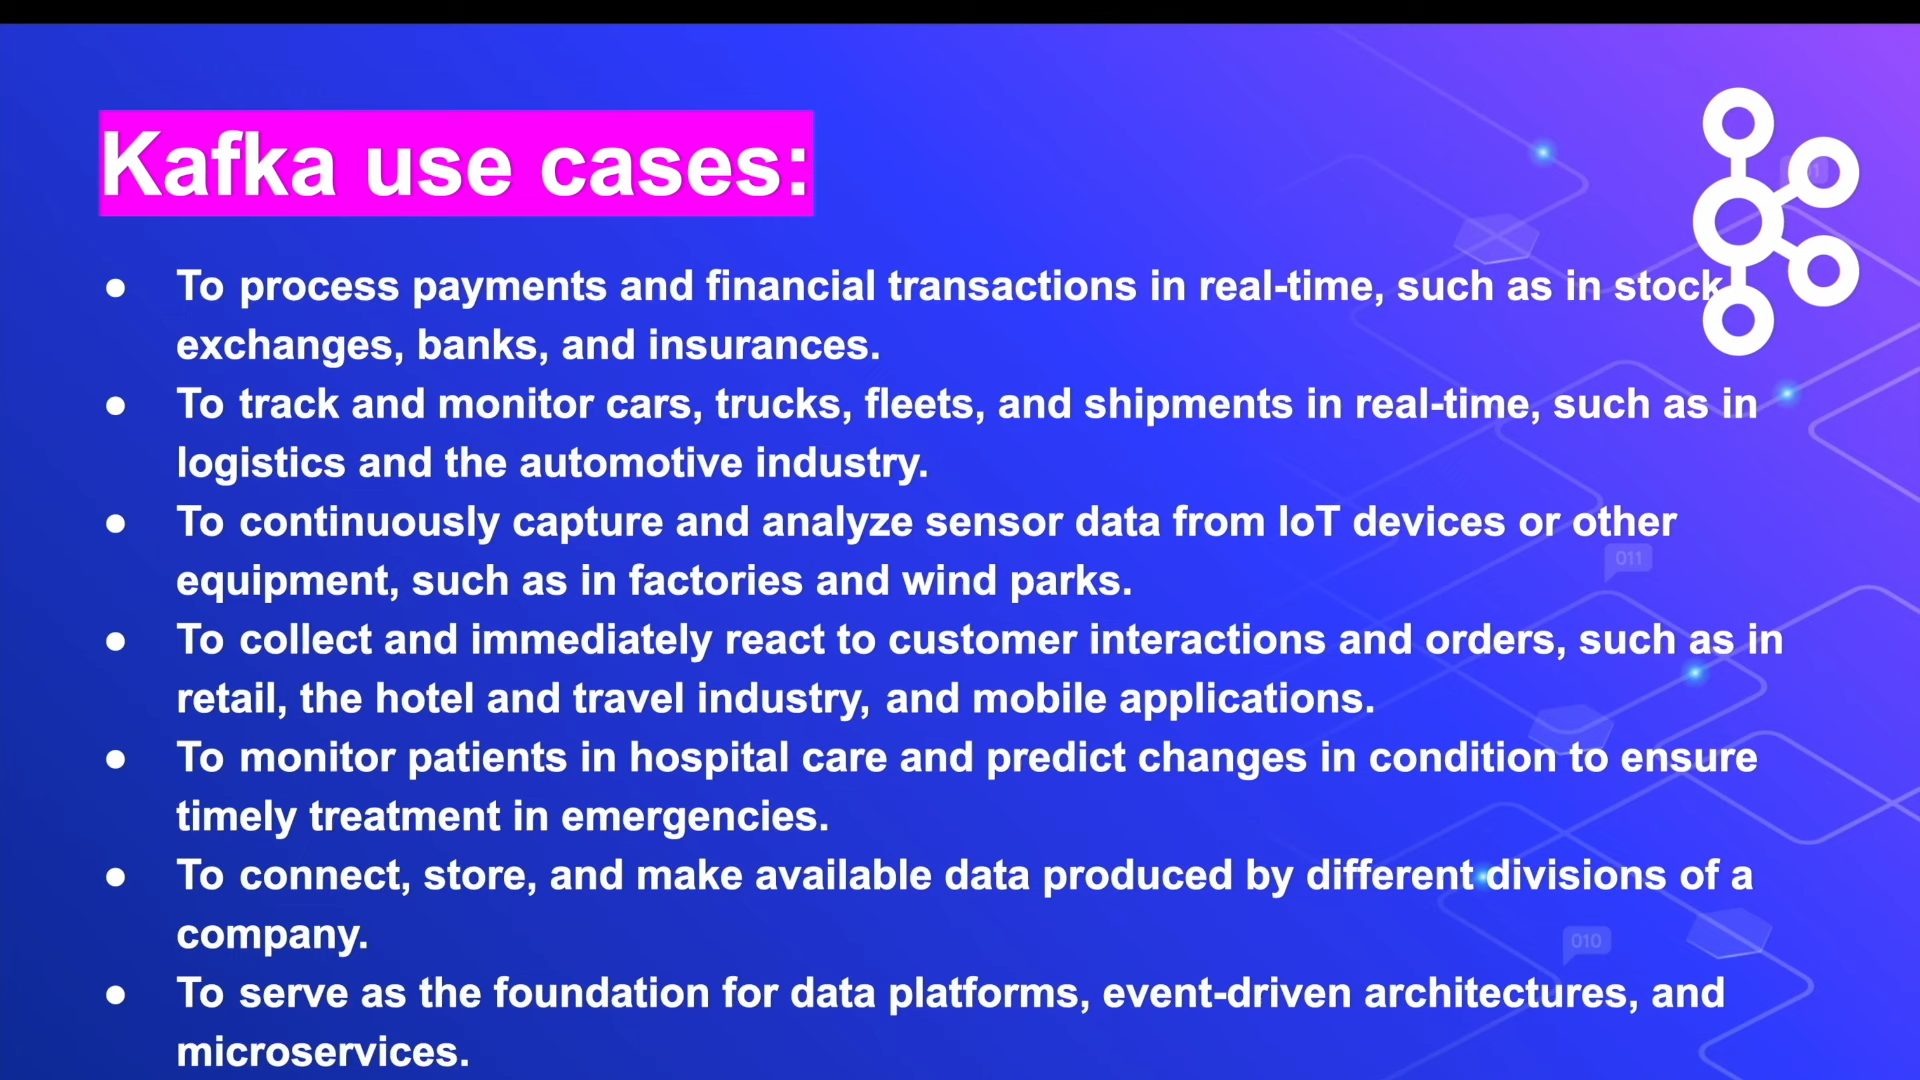 Kafka use cases:
● To process payments and financial transactions in real-time, such as in stock
exchanges, banks, and insurances.
● To track and monitor cars, trucks, fleets, and shipments in real-time, such as in
logistics and the automotive industry.
● To continuously capture and analyze sensor data from IoT devices or other
equipment, such as in factories and wind parks.
011
● To collect and immediately react to customer interactions and orders, such as in
retail, the hotel and travel industry, and mobile applications.
● To monitor patients in hospital care and predict changes in condition to ensure
timely treatment in emergencies.
● To connect, store, and make available data produced by different divisions of a
company.
010
● To serve as the foundation for data platforms, event-driven architectures, and
microservices.